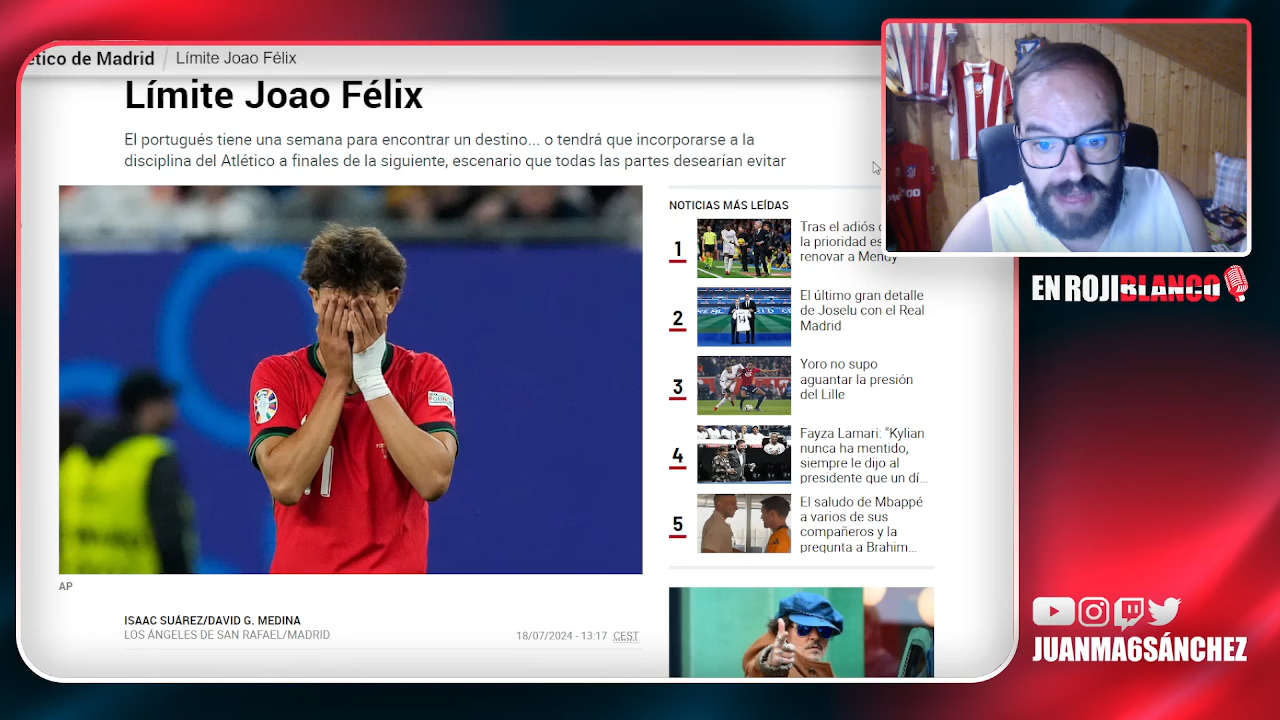 ético de Madrid / Límite Joao Félix
Límite Joao Félix
El portugués tiene una semana para encontrar un destino... o tendrá que incorporarse a la
disciplina del Atlético a finales de la siguiente, escenario que todas las partes desearían evitar
NOTICIAS MÁS LEÍDAS
1
Tras el adiós
la prioridad es
renovar a Mendy
2
El último gran detalle
de Joselu con el Real
Madrid
3
Yoro no supo
aguantar la presión
del Lille
4
Fayza Lamari: "Kylian
nunca ha mentido,
siempre le dijo al
presidente que un dí...
5
El saludo de Mbappé
a varios de sus
compañeros y la
pregunta a Brahim...
AP
ISAAC SUÁREZ/DAVID G. MEDINA
LOS ÁNGELES DE SAN RAFAEL/MADRID
18/07/2024 - 13:17 CEST
EN ROJIBLANCO
JUANMA6SÁNCHEZ